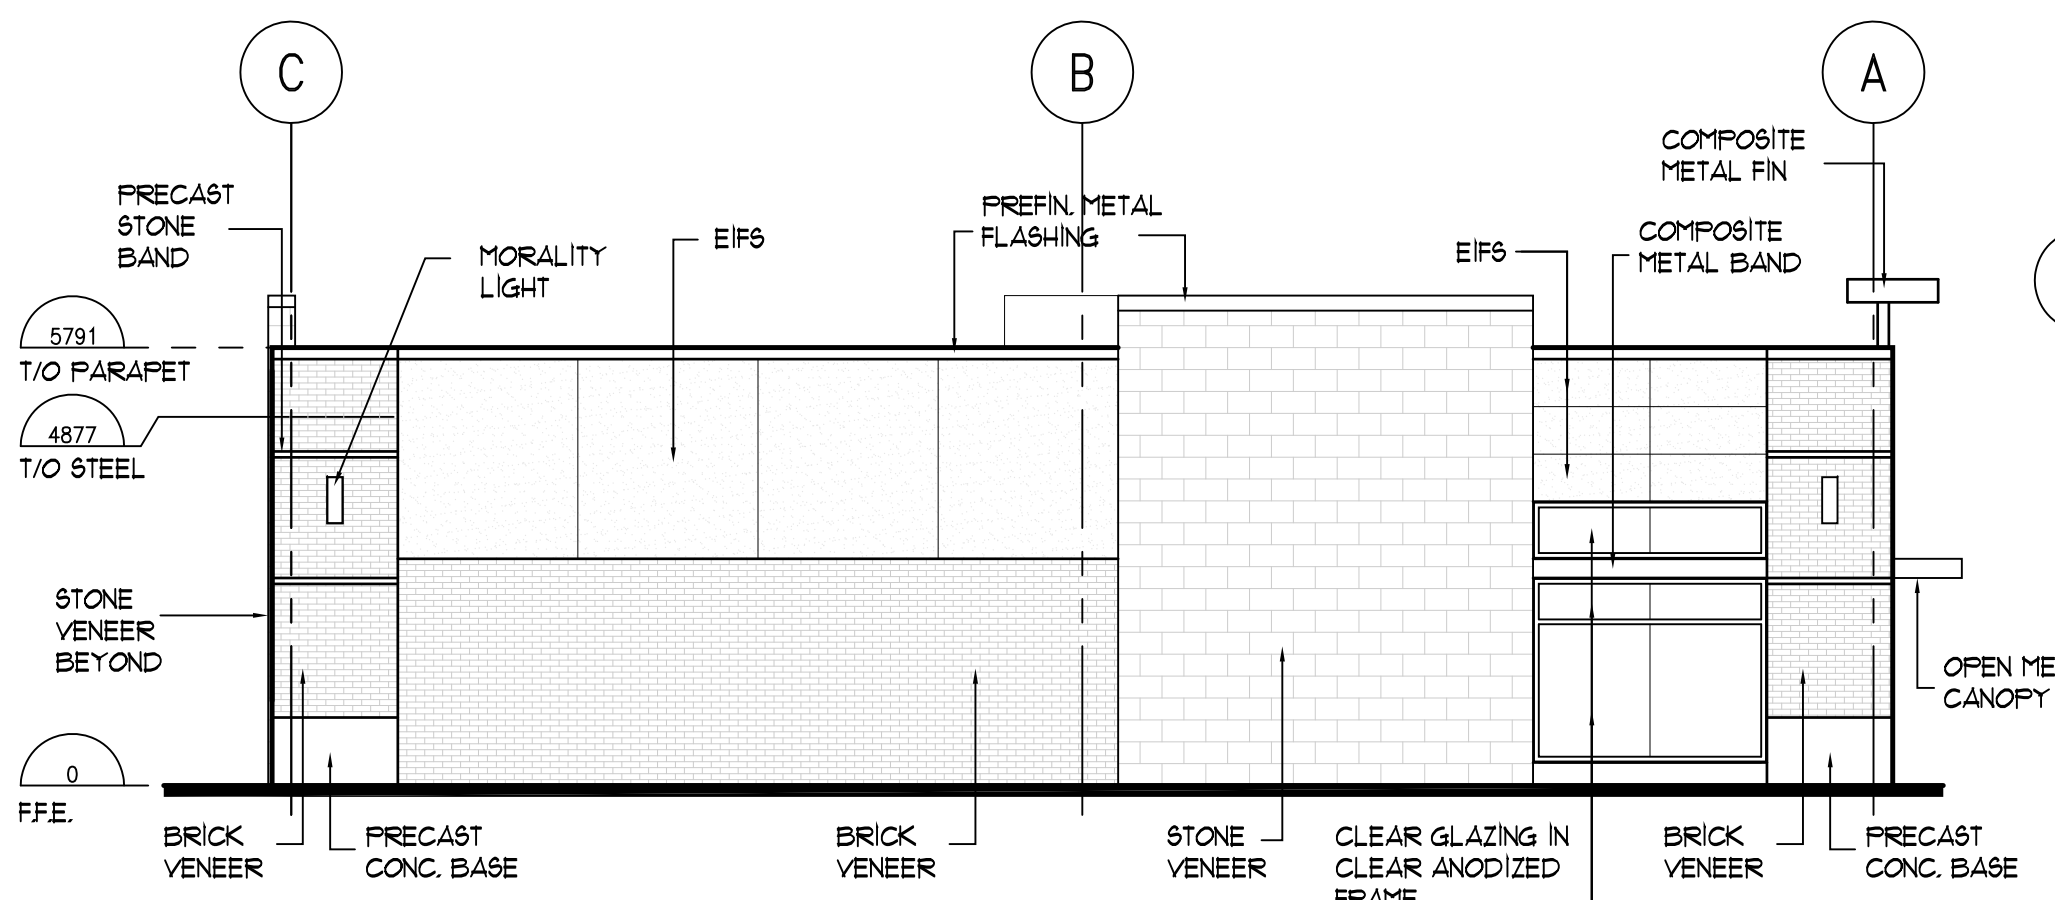 C
B
A
COMPOSITE
METAL FIN
PRECAST
STONE
BAND
PREFIN. METAL
FLASHING
EIFS
MORALITY
LIGHT
EIFS
COMPOSITE
METAL BAND
5791
T/O PARAPET
4877
T/O STEEL
STONE
VENEER
BEYOND
OPEN ME
CANOPY
0
F.F.E.
BRICK
VENEER
PRECAST
CONC. BASE
BRICK
VENEER
STONE
VENEER
CLEAR GLAZING IN
CLEAR ANODIZED
FRAME
BRICK
VENEER
PRECAST
CONC. BASE